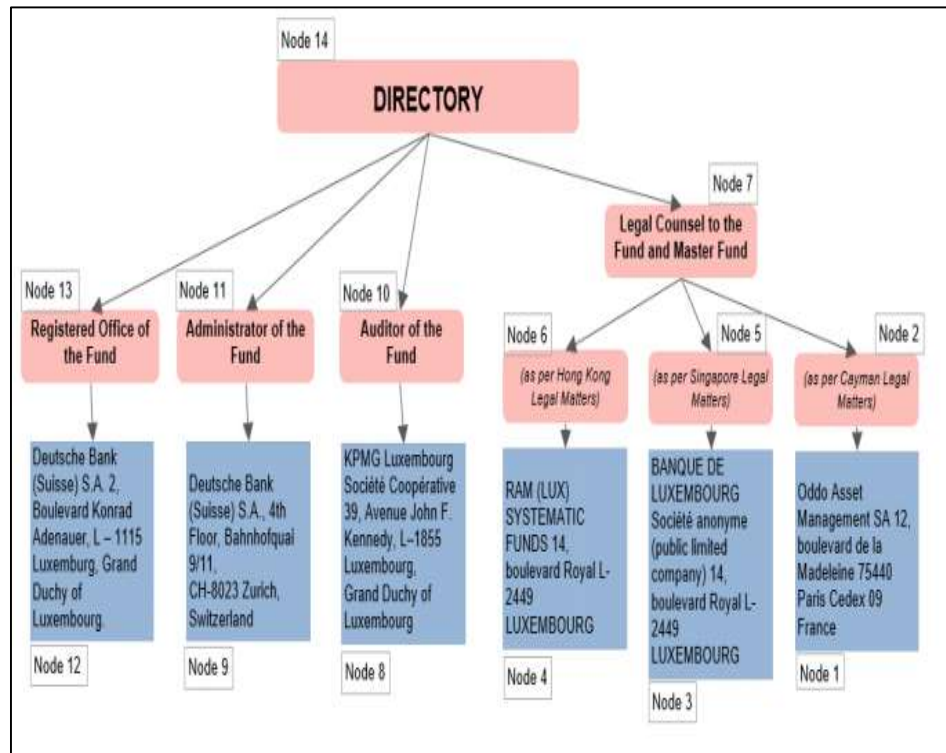 Node 14
DIRECTORY
Node 7
Legal Counsel to the
Fund and Master Fund
Node 13
Registered Office of
the Fund
Node 11
Administrator of the
Fund
Node 10
Auditor of the
Fund
Node 6
(as per Hong Kong
Legal Matters)
Node 5
(as per Singapore Legal
Matters)
Node 2
(as per Cayman Legal
Matters)
Deutsche Bank
(Suisse) S.A. 2,
Boulevard Konrad
Adenauer, L – 1115
Luxemburg, Grand
Duchy of
Luxembourg.
Node 12
Deutsche Bank
(Suisse) S.A., 4th
Floor, Bahnhofquai
9/11,
CH-8023 Zurich,
Switzerland
Node 9
KPMG Luxembourg
Société Coopérative
39, Avenue John F.
Kennedy, L–1855
Luxembourg,
Grand Duchy of
Luxembourg
Node 8
RAM (LUX)
SYSTEMATIC
FUNDS 14,
boulevard Royal L-
2449
LUXEMBOURG
Node 4
BANQUE DE
LUXEMBOURG
Société anonyme
(public limited
company) 14,
boulevard Royal L-
2449
LUXEMBOURG
Node 3
Oddo Asset
Management SA 12,
boulevard de la
Madeleine 75440
Paris Cedex 09
France
Node 1